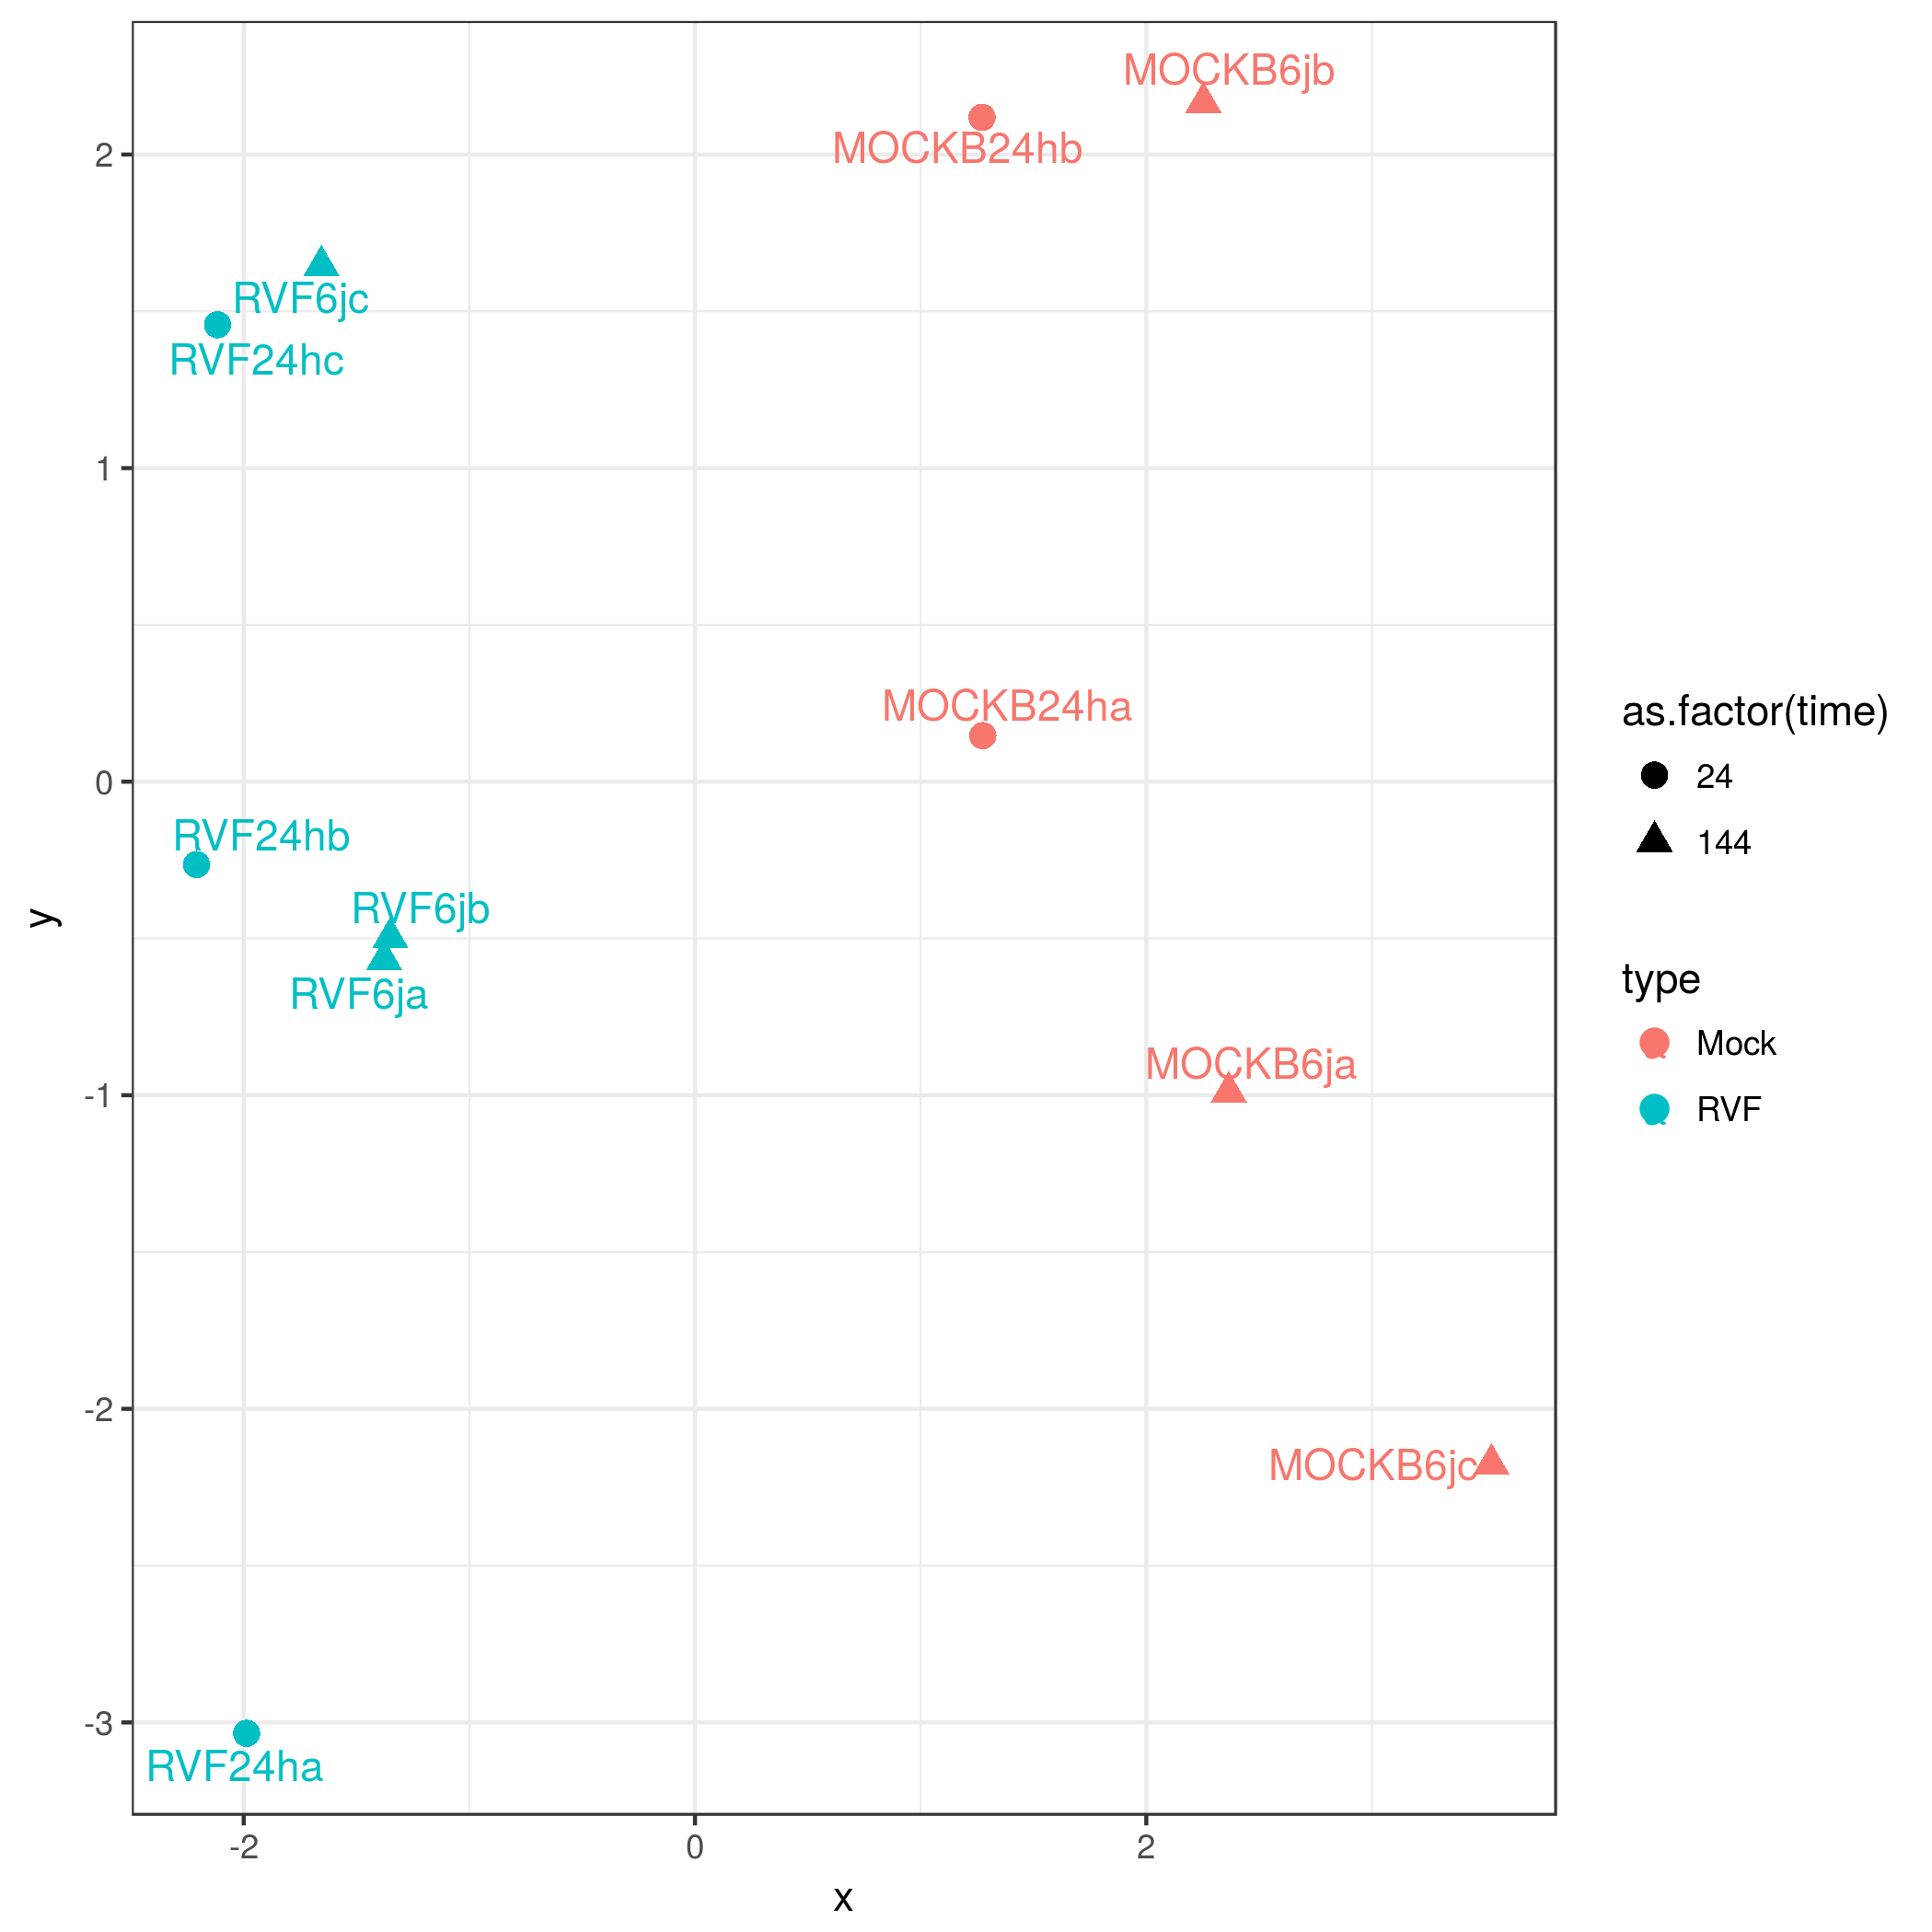 MOCKB6jb
MOCKB24hb
RVF6jc
RVF24hc
MOCKB24ha
RVF24hb
RVF6jb
RVF6ja
MOCKB6ja
MOCKB6jc
RVF24ha
2
1
0
-1
-2
-3
y
-2
0
2
x
as.factor(time)
24
144
type
Mock
RVF